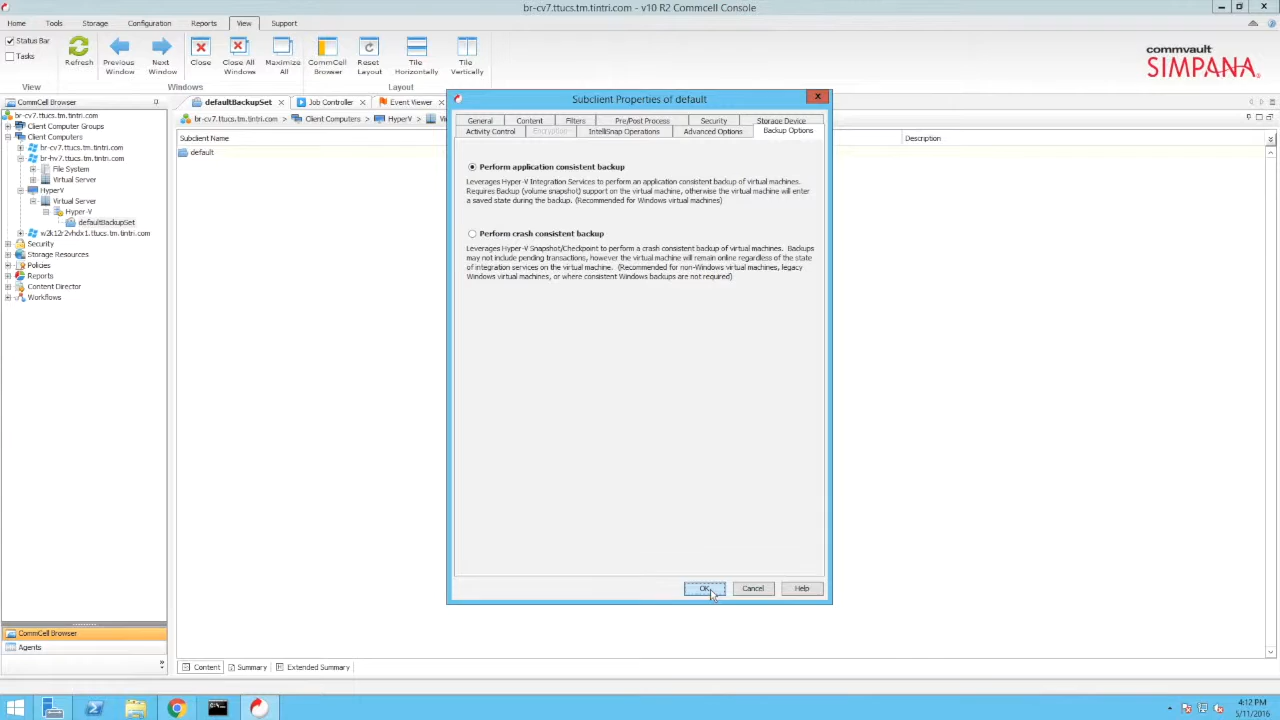 br-cv7.ttucs.tm.tintri.com - v10 R2 Commcell Console
Home Tools Storage Configuration Reports View Support
Status Bar
Tasks
Refresh
Previous Window
Next Window
Close
Close All Windows
Maximize All
CommCell Browser
Reset Layout
Tile Horizontally
Tile Vertically
View Windows Layout
commvault
SIMPANA
CommCell Browser
br-cv7.ttucs.tm.tintri.com
Client Computer Groups
Client Computers
br-cv7.ttucs.tm.tintri.com
br-hv7.ttucs.tm.tintri.com
File System
Virtual Server
HyperV
Virtual Server
Hyper-V
defaultBackupSet
w2k12r2vhdx1.ttucs.tm.tintri.com
Security
Storage Resources
Policies
Reports
Content Director
Workflows
CommCell Browser
Agents
defaultBackupSet Job Controller Event Viewer
br-cv7.ttucs.tm.tintri.com > Client Computers > HyperV >
Subclient Name Description
default
Subclient Properties of default
General Content Filters Pre/Post Process Security Storage Device
Activity Control Encryption IntelliSnap Operations Advanced Options Backup Options
Perform application consistent backup
Leverages Hyper-V Integration Services to perform an application consistent backup of virtual machines.
Requires Backup (volume snapshot) support on the virtual machine, otherwise the virtual machine will enter
a saved state during the backup. (Recommended for Windows virtual machines)
Perform crash consistent backup
Leverages Hyper-V Snapshot/Checkpoint to perform a crash consistent backup of virtual machines. Backups
may not include pending transactions, however the virtual machine will remain online regardless of the state
of integration services on the virtual machine. (Recommended for non-Windows virtual machines, legacy
Windows virtual machines, or where consistent Windows backups are not required)
OK Cancel Help
Content Summary Extended Summary
4:12 PM
5/11/2016